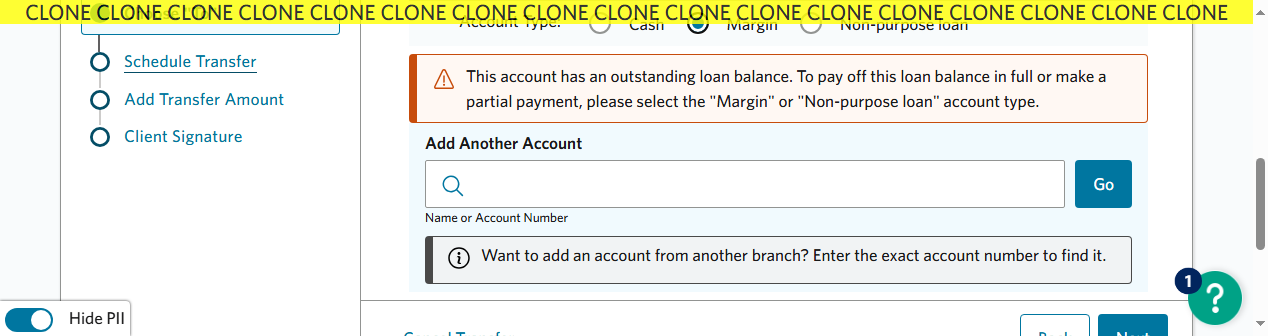 CLONE CLONE CLONE CLONE CLONE CLONE CLONE CLONE CLONE CLONE CLONE CLONE CLONE CLONE CLONE CLONE CLONE
Account Type: Cash Margin Non-purpose loan
Schedule Transfer
Add Transfer Amount
Client Signature
This account has an outstanding loan balance. To pay off this loan balance in full or make a
partial payment, please select the "Margin" or "Non-purpose loan" account type.
Add Another Account
Go
Name or Account Number
Want to add an account from another branch? Enter the exact account number to find it.
1
?
Hide PII
Cancel Transfer
Back
Next